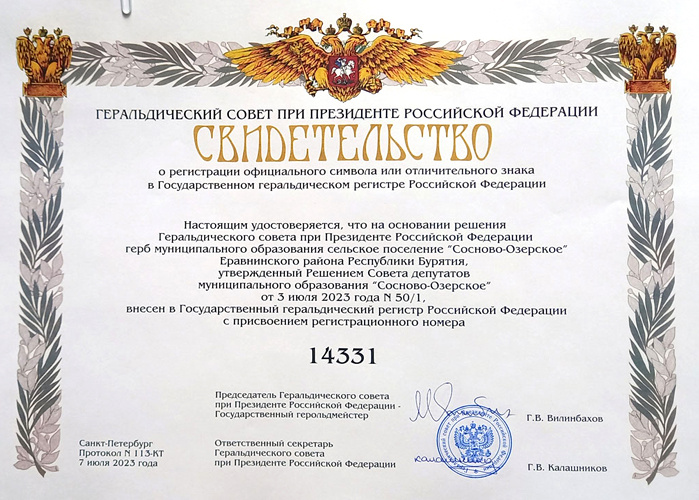 ГЕРАЛЬДИЧЕСКИЙ СОВЕТ ПРИ ПРЕЗИДЕНТЕ РОССИЙСКОЙ ФЕДЕРАЦИИ
СВИДЕТЕЛЬСТВО
о регистрации официального символа или отличительного знака
в Государственном геральдическом регистре Российской Федерации
Настоящим удостоверяется, что на основании решения
Геральдического совета при Президенте Российской Федерации
герб муниципального образования сельское поселение "Сосново-Озерское"
Еравнинского района Республики Бурятия,
утвержденный Решением Совета депутатов
муниципального образования "Сосново-Озерское"
от 3 июля 2023 года N 50/1,
внесен в Государственный геральдический регистр Российской Федерации
с присвоением регистрационного номера
14331
Председатель Геральдического совета
при Президенте Российской Федерации -
Государственный герольдмейстер
Г.В. Вилинбахов
Санкт-Петербург
Протокол N 113-КТ
7 июля 2023 года
Ответственный секретарь
Геральдического совета
при Президенте Российской Федерации
Г.В. Калашников